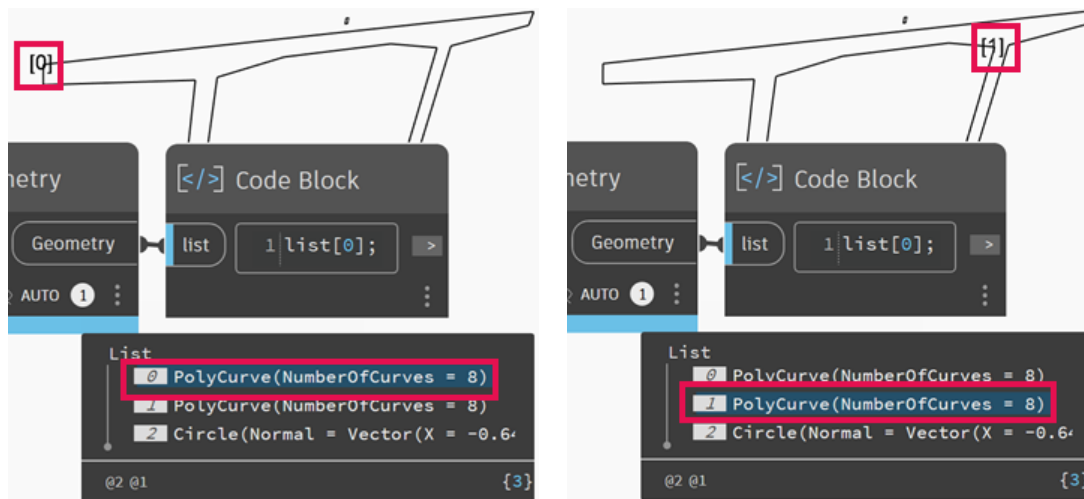 [0]
netry
[</>] Code Block
Geometry
list
1 list[0];
>
AUTO 1
List
0 PolyCurve(NumberOfCurves = 8)
1 PolyCurve(NumberOfCurves = 8)
2 Circle(Normal = Vector(X = -0.64
@2 @1
{3}
[1]
netry
[</>] Code Block
Geometry
list
1 list[0];
>
AUTO 1
List
0 PolyCurve(NumberOfCurves = 8)
1 PolyCurve(NumberOfCurves = 8)
2 Circle(Normal = Vector(X = -0.64
@2 @1
{3}